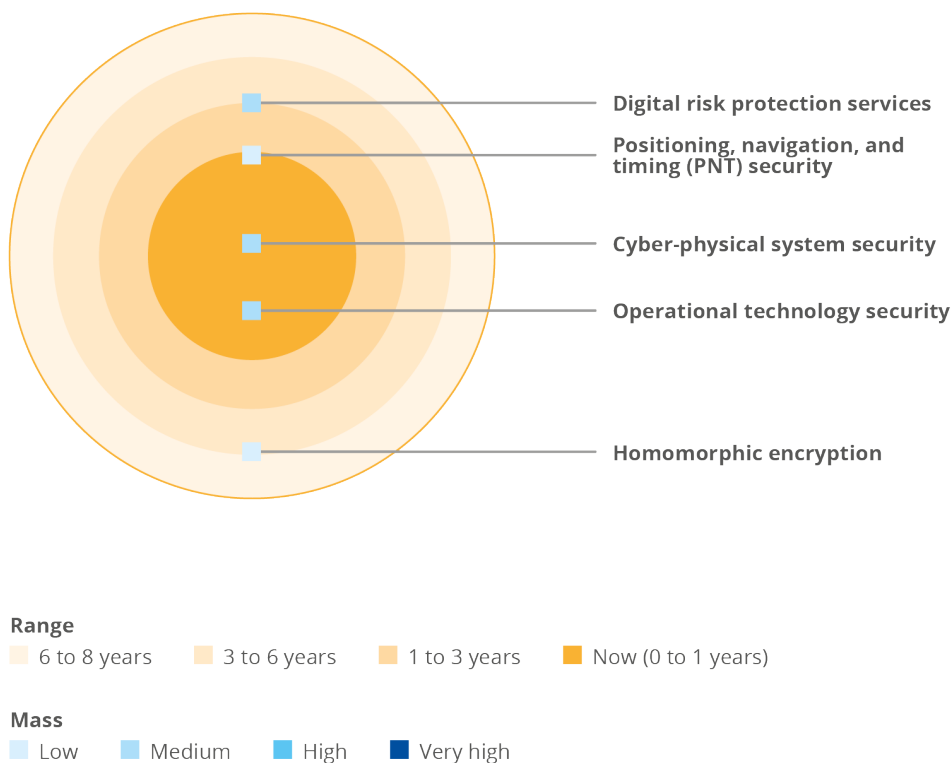 Digital risk protection services
Positioning, navigation, and
timing (PNT) security
Cyber-physical system security
Operational technology security
Homomorphic encryption
Range
6 to 8 years
3 to 6 years
1 to 3 years
Now (0 to 1 years)
Mass
Low
Medium
High
Very high